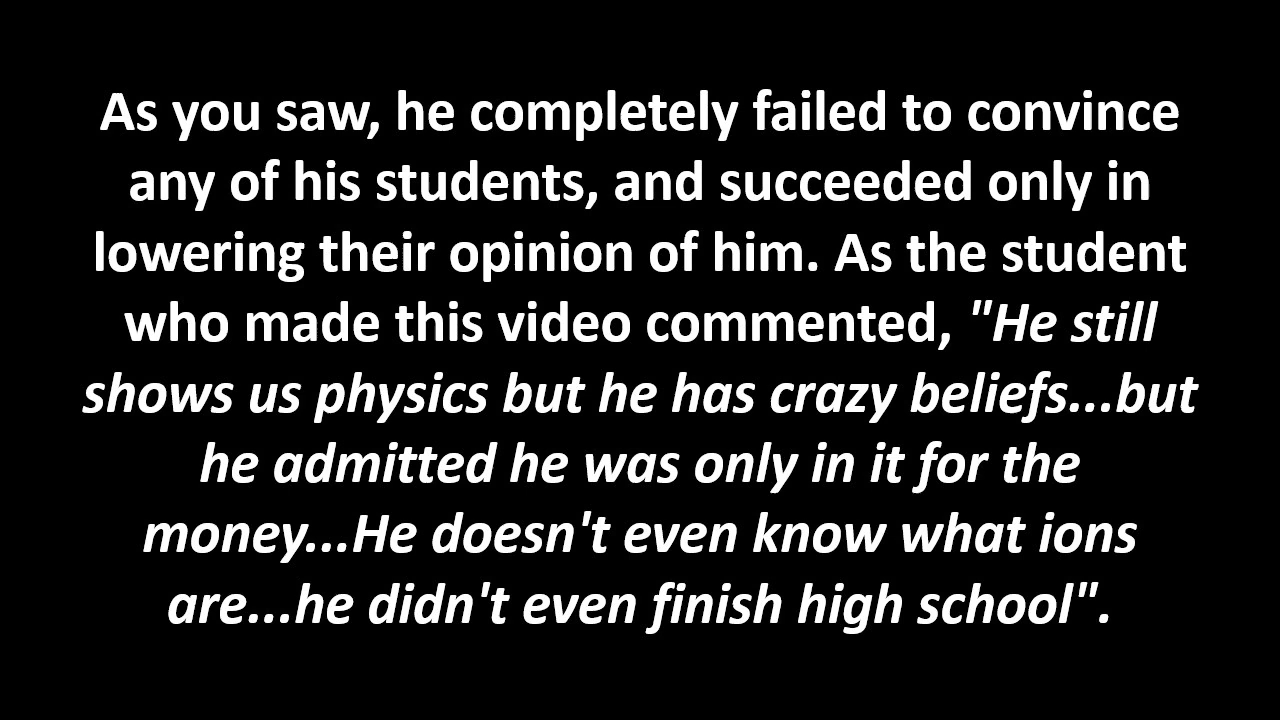 As you saw, he completely failed to convince
any of his students, and succeeded only in
lowering their opinion of him. As the student
who made this video commented, "He still
shows us physics but he has crazy beliefs...but
he admitted he was only in it for the
money...He doesn't even know what ions
are...he didn't even finish high school".